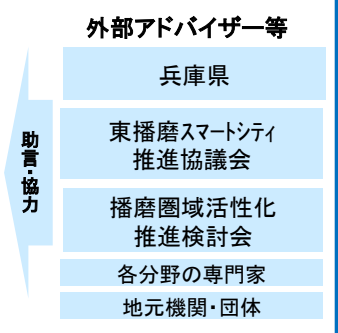 外部アドバイザー等
兵庫県
東播磨スマートシティ
推進協議会
助言・協力
播磨圏域活性化
推進検討会
各分野の専門家
地元機関・団体